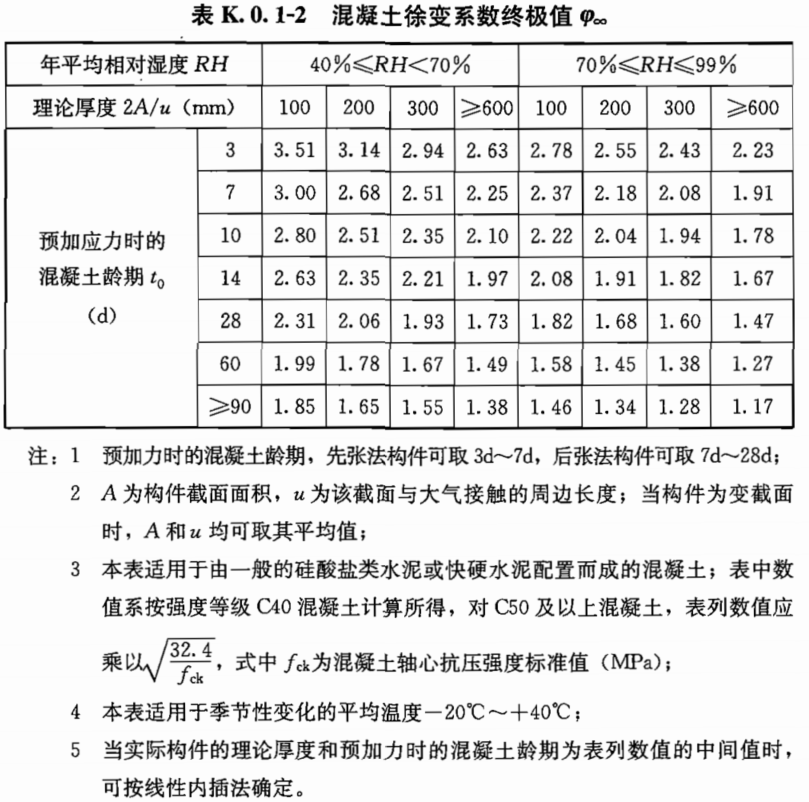 表 K.0.1-2 混凝土徐变系数终极值 φ∞
年平均相对湿度 RH 40%≤RH<70% 70%≤RH≤99%
理论厚度 2A/u（mm） 100 200 300 ≥600 100 200 300 ≥600
预加应力时的
混凝土龄期 t₀
（d）
3 3.51 3.14 2.94 2.63 2.78 2.55 2.43 2.23
7 3.00 2.68 2.51 2.25 2.37 2.18 2.08 1.91
10 2.80 2.51 2.35 2.10 2.22 2.04 1.94 1.78
14 2.63 2.35 2.21 1.97 2.08 1.91 1.82 1.67
28 2.31 2.06 1.93 1.73 1.82 1.68 1.60 1.47
60 1.99 1.78 1.67 1.49 1.58 1.45 1.38 1.27
≥90 1.85 1.65 1.55 1.38 1.46 1.34 1.28 1.17
注：1 预加力时的混凝土龄期，先张法构件可取 3d～7d，后张法构件可取 7d～28d；
2 A 为构件截面面积，u 为该截面与大气接触的周边长度；当构件为变截面
时，A 和 u 均可取其平均值；
3 本表适用于由一般的硅酸盐类水泥或快硬水泥配置而成的混凝土；表中数
值系按强度等级 C40 混凝土计算所得，对 C50 及以上混凝土，表列数值应
乘以√(32.4/fck)，式中 fck为混凝土轴心抗压强度标准值（MPa）；
4 本表适用于季节性变化的平均温度－20℃～＋40℃；
5 当实际构件的理论厚度和预加力时的混凝土龄期为表列数值的中间值时，
可按线性内插法确定。